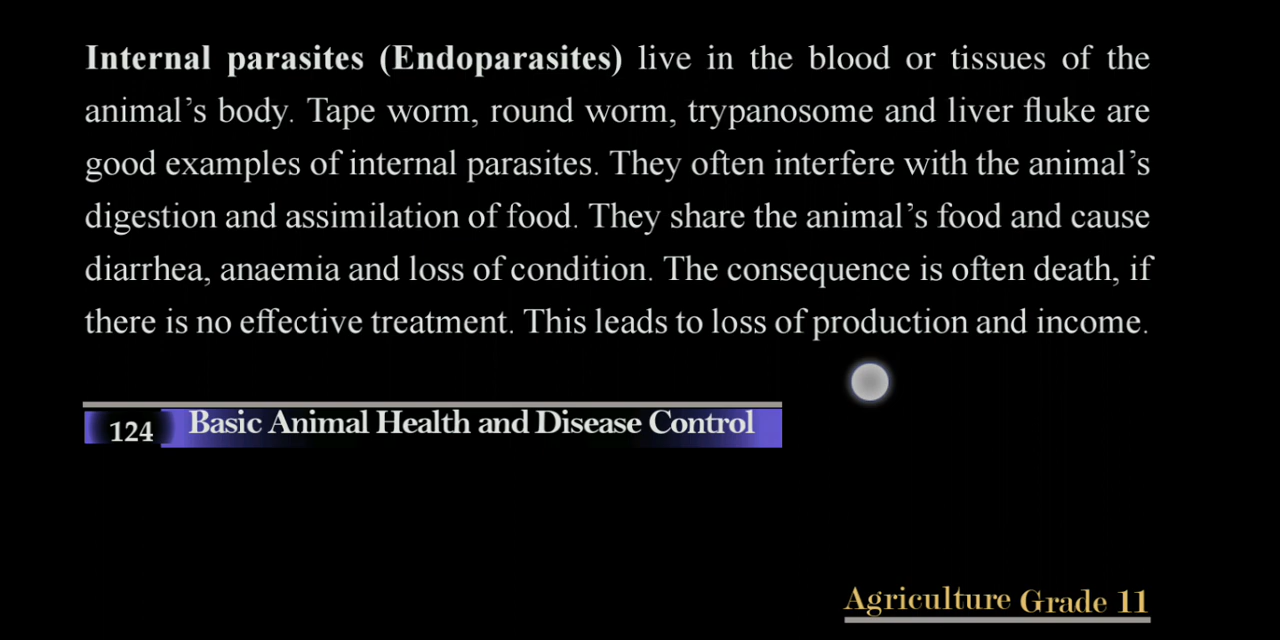 Internal parasites (Endoparasites) live in the blood or tissues of the
animal’s body. Tape worm, round worm, trypanosome and liver fluke are
good examples of internal parasites. They often interfere with the animal’s
digestion and assimilation of food. They share the animal’s food and cause
diarrhea, anaemia and loss of condition. The consequence is often death, if
there is no effective treatment. This leads to loss of production and income.
124 Basic Animal Health and Disease Control
Agriculture Grade 11